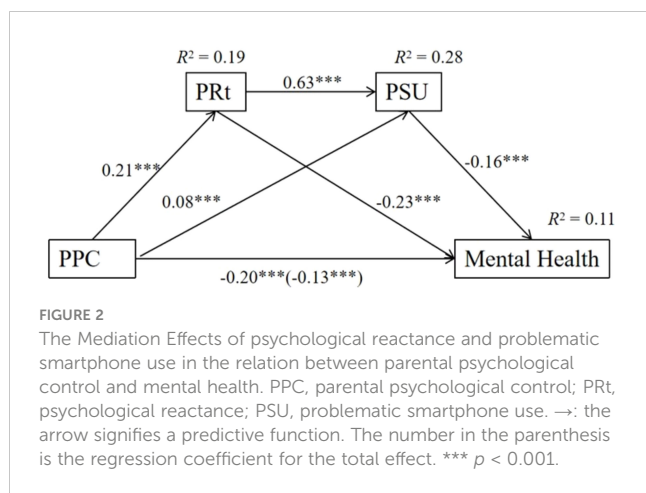 R² = 0.19
R² = 0.28
PRt
0.63***
PSU
0.21***
0.08***
-0.23***
-0.16***
R² = 0.11
PPC
Mental Health
-0.20***(-0.13***)
FIGURE 2
The Mediation Effects of psychological reactance and problematic
smartphone use in the relation between parental psychological
control and mental health. PPC, parental psychological control; PRt,
psychological reactance; PSU, problematic smartphone use. →: the
arrow signifies a predictive function. The number in the parenthesis
is the regression coefficient for the total effect. *** p < 0.001.